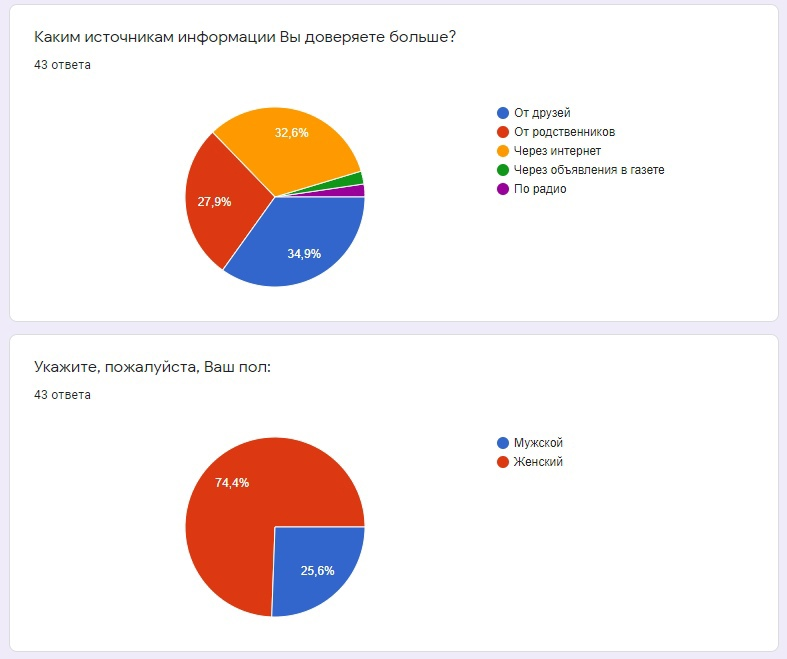 Каким источникам информации Вы доверяете больше?
43 ответа
32,6%
27,9%
34,9%
От друзей
От родственников
Через интернет
Через объявления в газете
По радио
Укажите, пожалуйста, Ваш пол:
43 ответа
74,4%
25,6%
Мужской
Женский